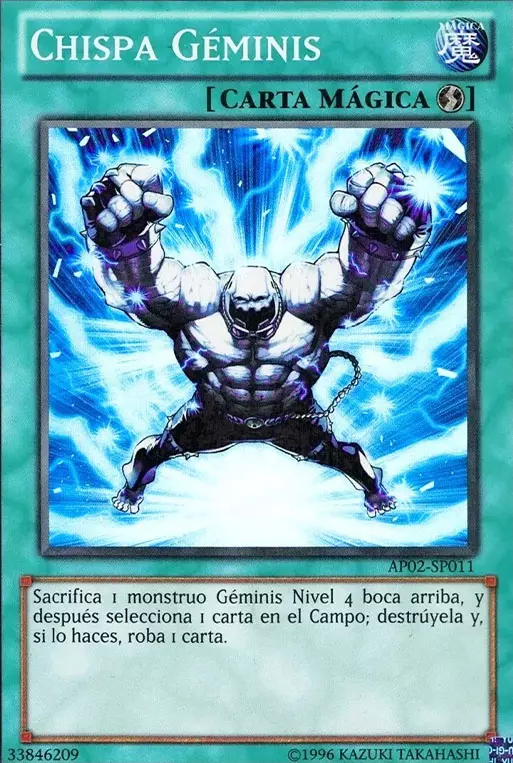 CHISPA GÉMINIS
MÁGICA
魔
[CARTA MÁGICA]
AP02-SP011
Sacrifica 1 monstruo Géminis Nivel 4 boca arriba, y
después selecciona 1 carta en el Campo; destrúyela y,
si lo haces, roba 1 carta.
33846209
©1996 KAZUKI TAKAHASHI